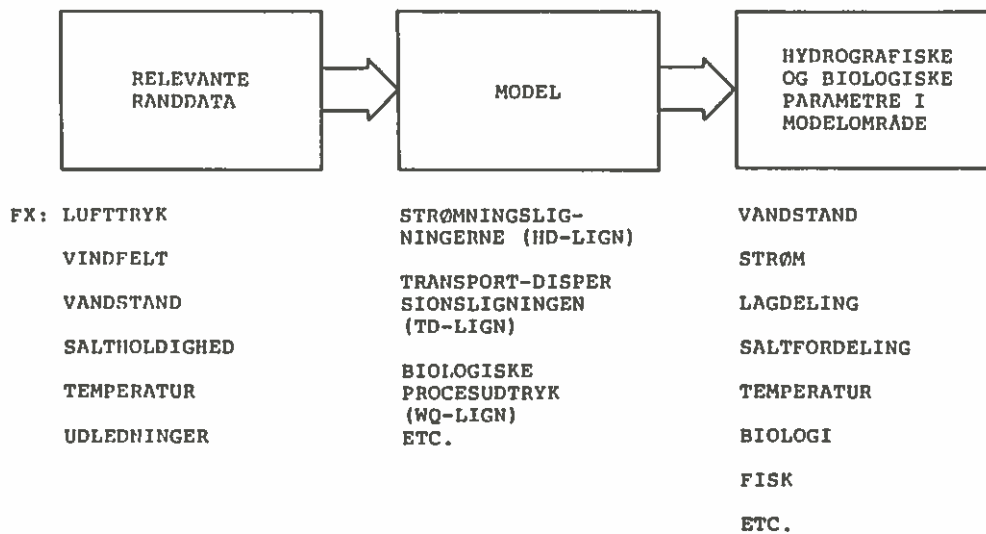 RELEVANTE
RANDDATA
MODEL
HYDROGRAFISKE
OG BIOLOGISKE
PARAMETRE I
MODELOMRÅDE
FX: LUFTTRYK
VINDFELT
VANDSTAND
SALTHOLDIGHED
TEMPERATUR
UDLEDNINGER
STRØMNINGSLIG-
NINGERNE (HD-LIGN)
TRANSPORT-DISPER
SIONSLIGNINGEN
(TD-LIGN)
BIOLOGISKE
PROCESUDTRYK
(WQ-LIGN)
ETC.
VANDSTAND
STRØM
LAGDELING
SALTFORDELING
TEMPERATUR
BIOLOGI
FISK
ETC.